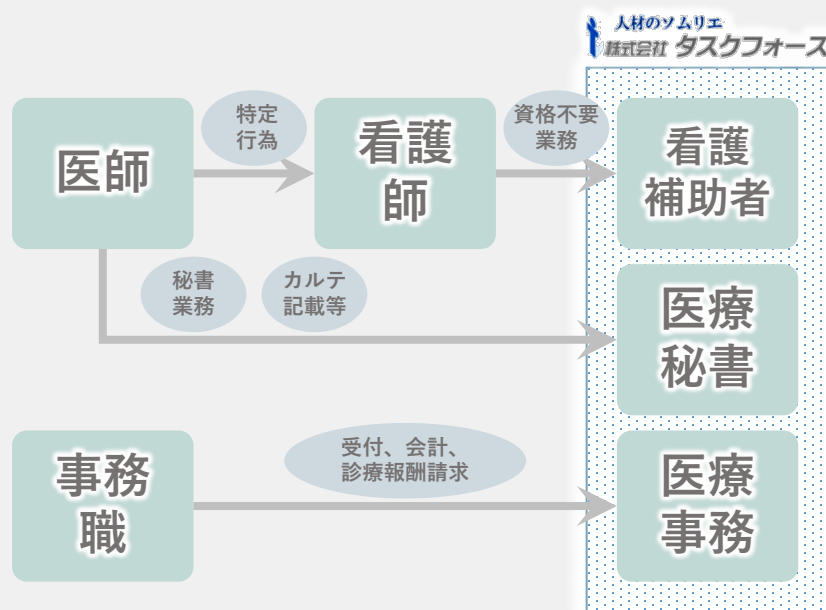 人材のソムリエ
株式会社 タスクフォース
医師
特定
行為
看護
師
資格不要
業務
看護
補助者
秘書
業務
カルテ
記載等
医療
秘書
事務
職
受付、会計、
診療報酬請求
医療
事務